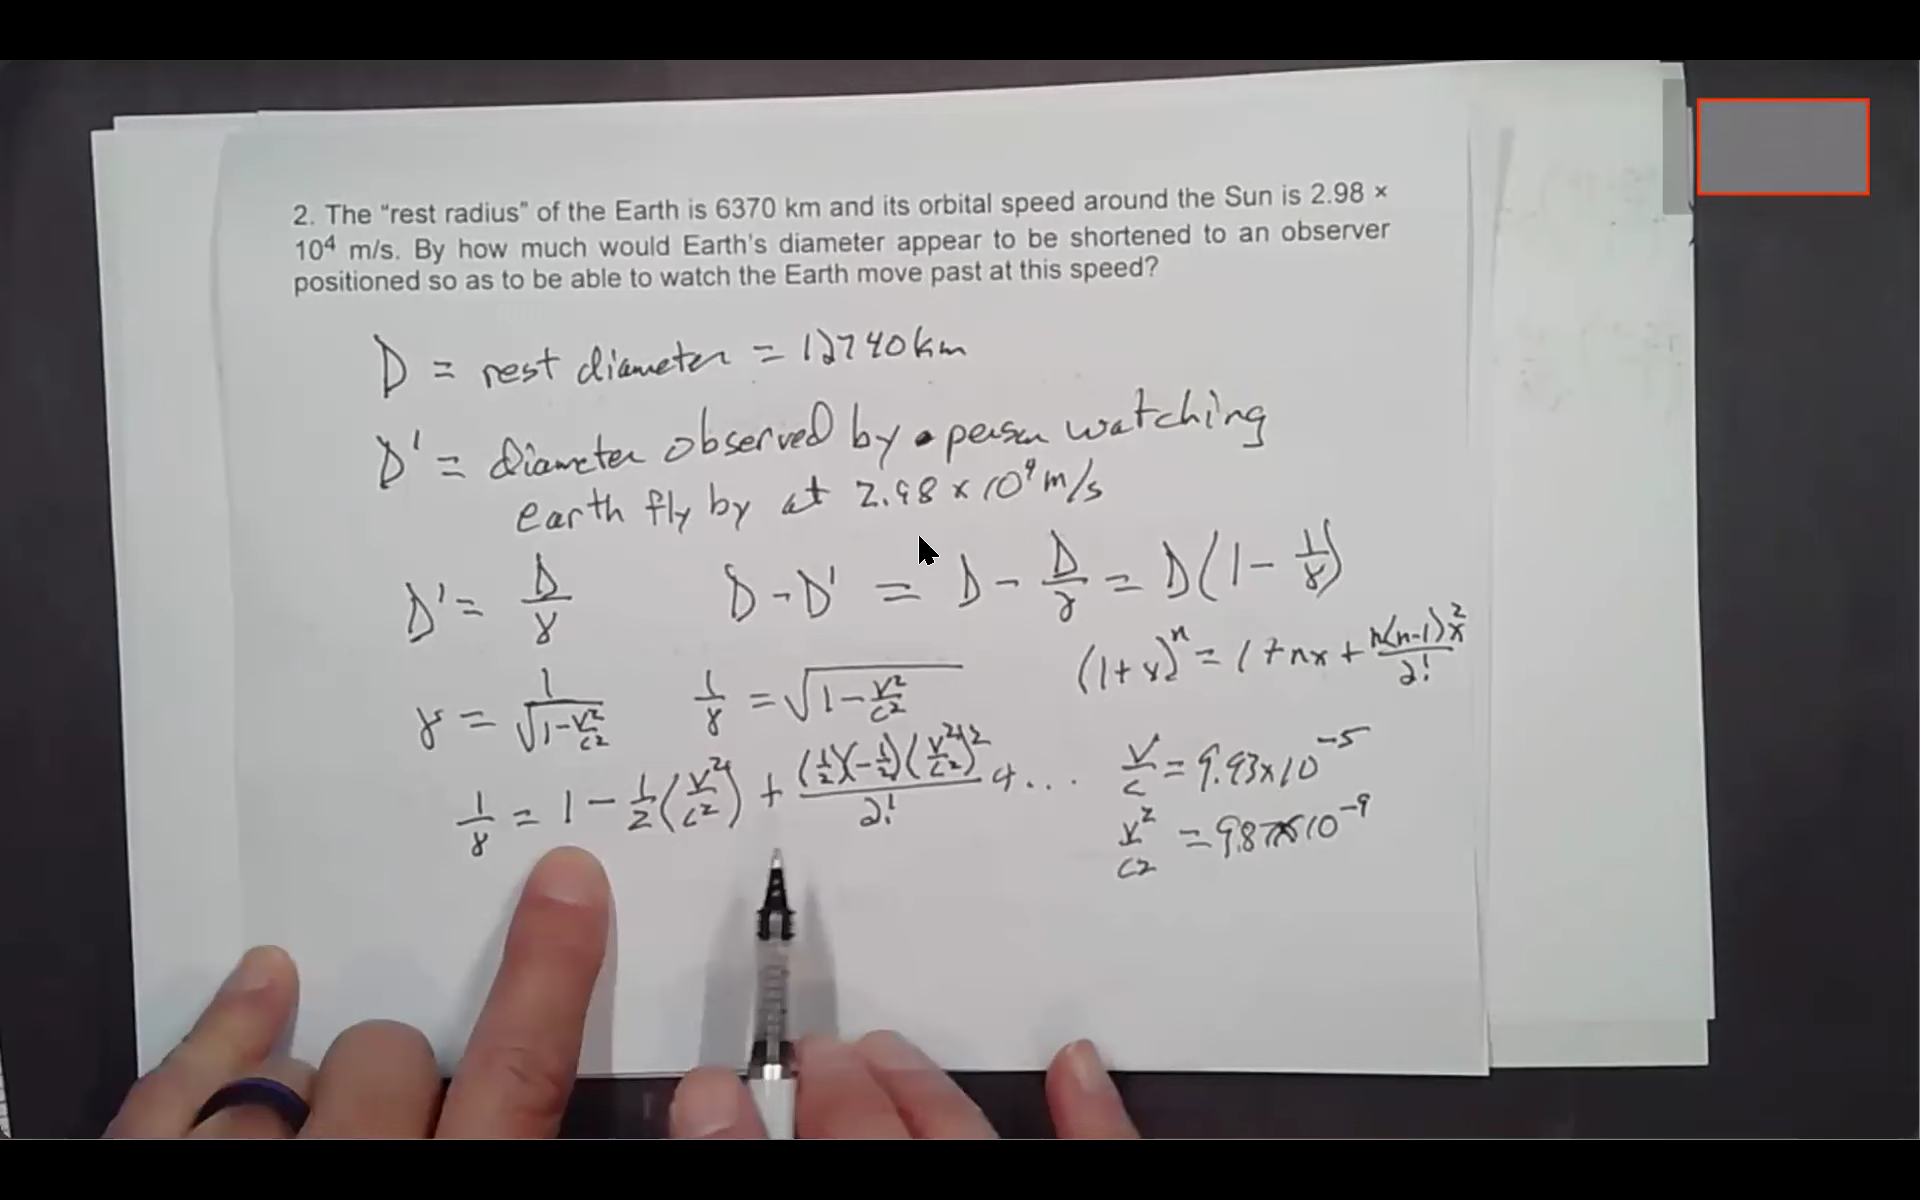 2. The “rest radius” of the Earth is 6370 km and its orbital speed around the Sun is 2.98 ×
10⁴ m/s. By how much would Earth's diameter appear to be shortened to an observer
positioned so as to be able to watch the Earth move past at this speed?
D = rest diameter = 12740km
D' = diameter observed by person watching
earth fly by at 2.98 × 10⁴ m/s
D' = D/γ D - D' = D - D/γ = D(1 - 1/γ)
(1+x)ⁿ = 1 + nx + n(n-1)x²/2!
γ = 1/√(1-v²/c²) 1/γ = √(1-v²/c²)
1/γ = 1 - 1/2(v²/c²) + (1/2)(-1/2)(v²/c²)²/2! + ...
v/c = 9.93×10⁻⁵
v²/c² = 9.87×10⁻⁹